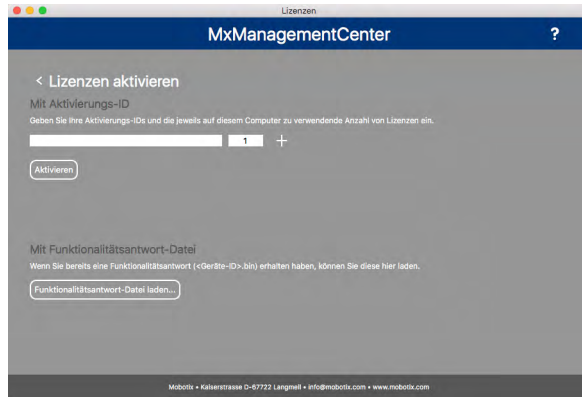 Lizenzen
MxManagementCenter ?
< Lizenzen aktivieren
Mit Aktivierungs-ID
Geben Sie Ihre Aktivierungs-IDs und die jeweils auf diesem Computer zu verwendende Anzahl von Lizenzen ein.
1 +
Aktivieren
Mit Funktionalitätsantwort-Datei
Wenn Sie bereits eine Funktionalitätsantwort (<Geräte-ID>.bin) erhalten haben, können Sie diese hier laden.
Funktionalitätsantwort-Datei laden...
Mobotix • Kaiserstrasse D-67722 Langmeil • info@mobotix.com • www.mobotix.com